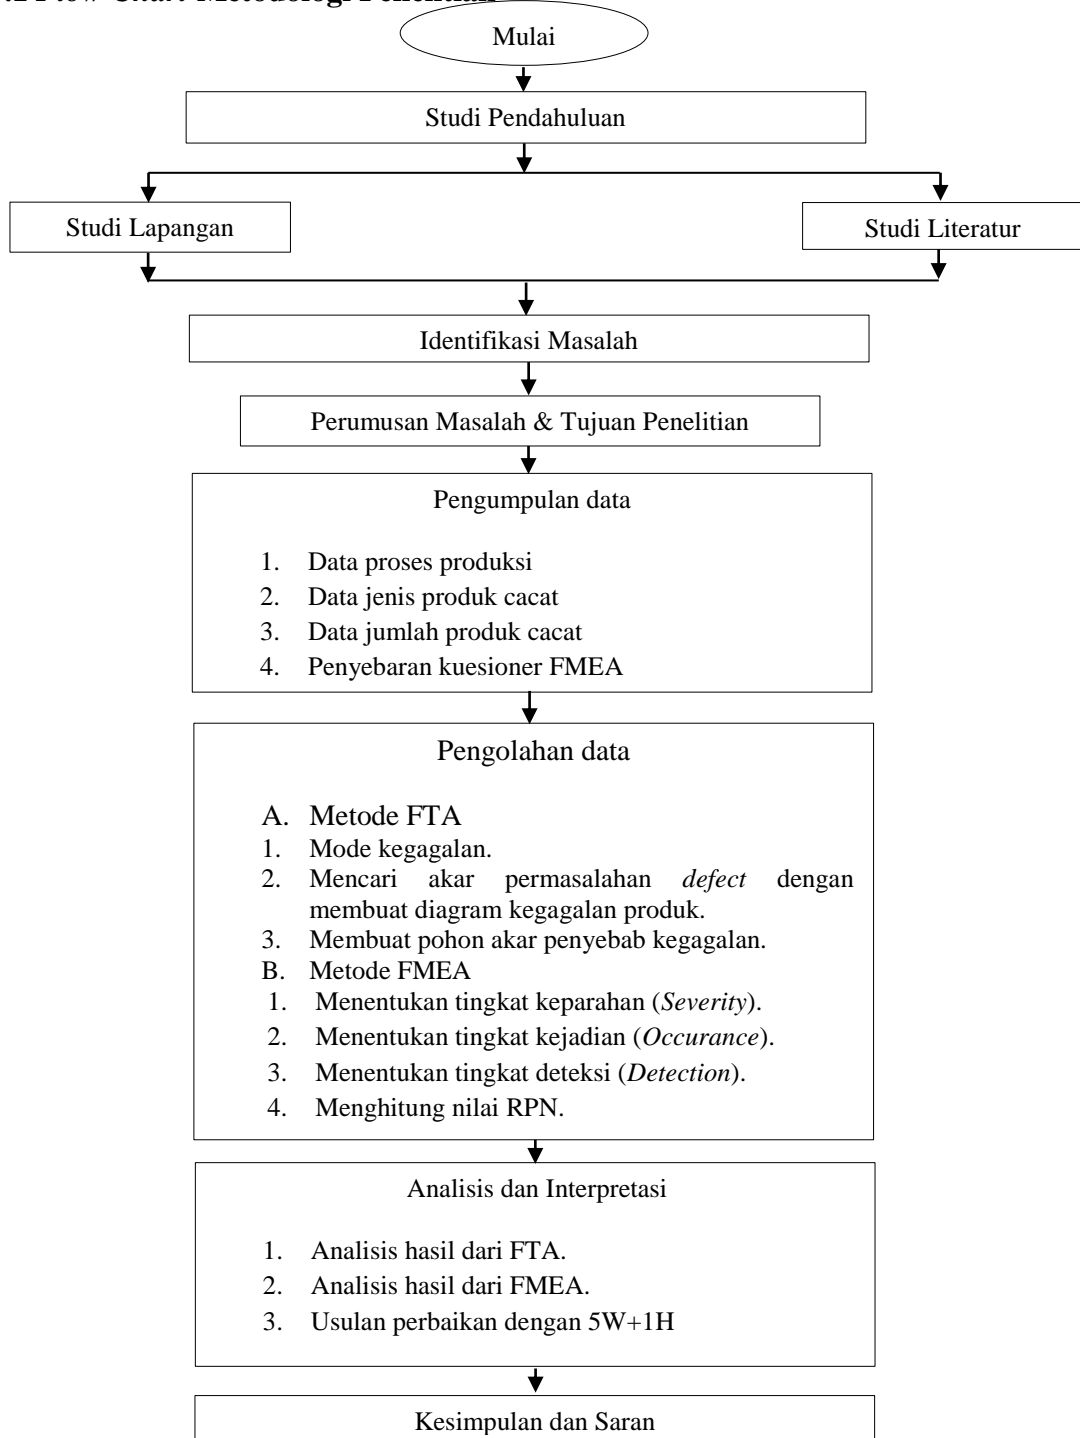 Flow Chart Metodologi Penelitian
Mulai
Studi Pendahuluan
Studi Lapangan
Studi Literatur
Identifikasi Masalah
Perumusan Masalah & Tujuan Penelitian
Pengumpulan data
1. Data proses produksi
2. Data jenis produk cacat
3. Data jumlah produk cacat
4. Penyebaran kuesioner FMEA
Pengolahan data
A. Metode FTA
1. Mode kegagalan.
2. Mencari akar permasalahan defect dengan
membuat diagram kegagalan produk.
3. Membuat pohon akar penyebab kegagalan.
B. Metode FMEA
1. Menentukan tingkat keparahan (Severity).
2. Menentukan tingkat kejadian (Occurance).
3. Menentukan tingkat deteksi (Detection).
4. Menghitung nilai RPN.
Analisis dan Interpretasi
1. Analisis hasil dari FTA.
2. Analisis hasil dari FMEA.
3. Usulan perbaikan dengan 5W+1H
Kesimpulan dan Saran